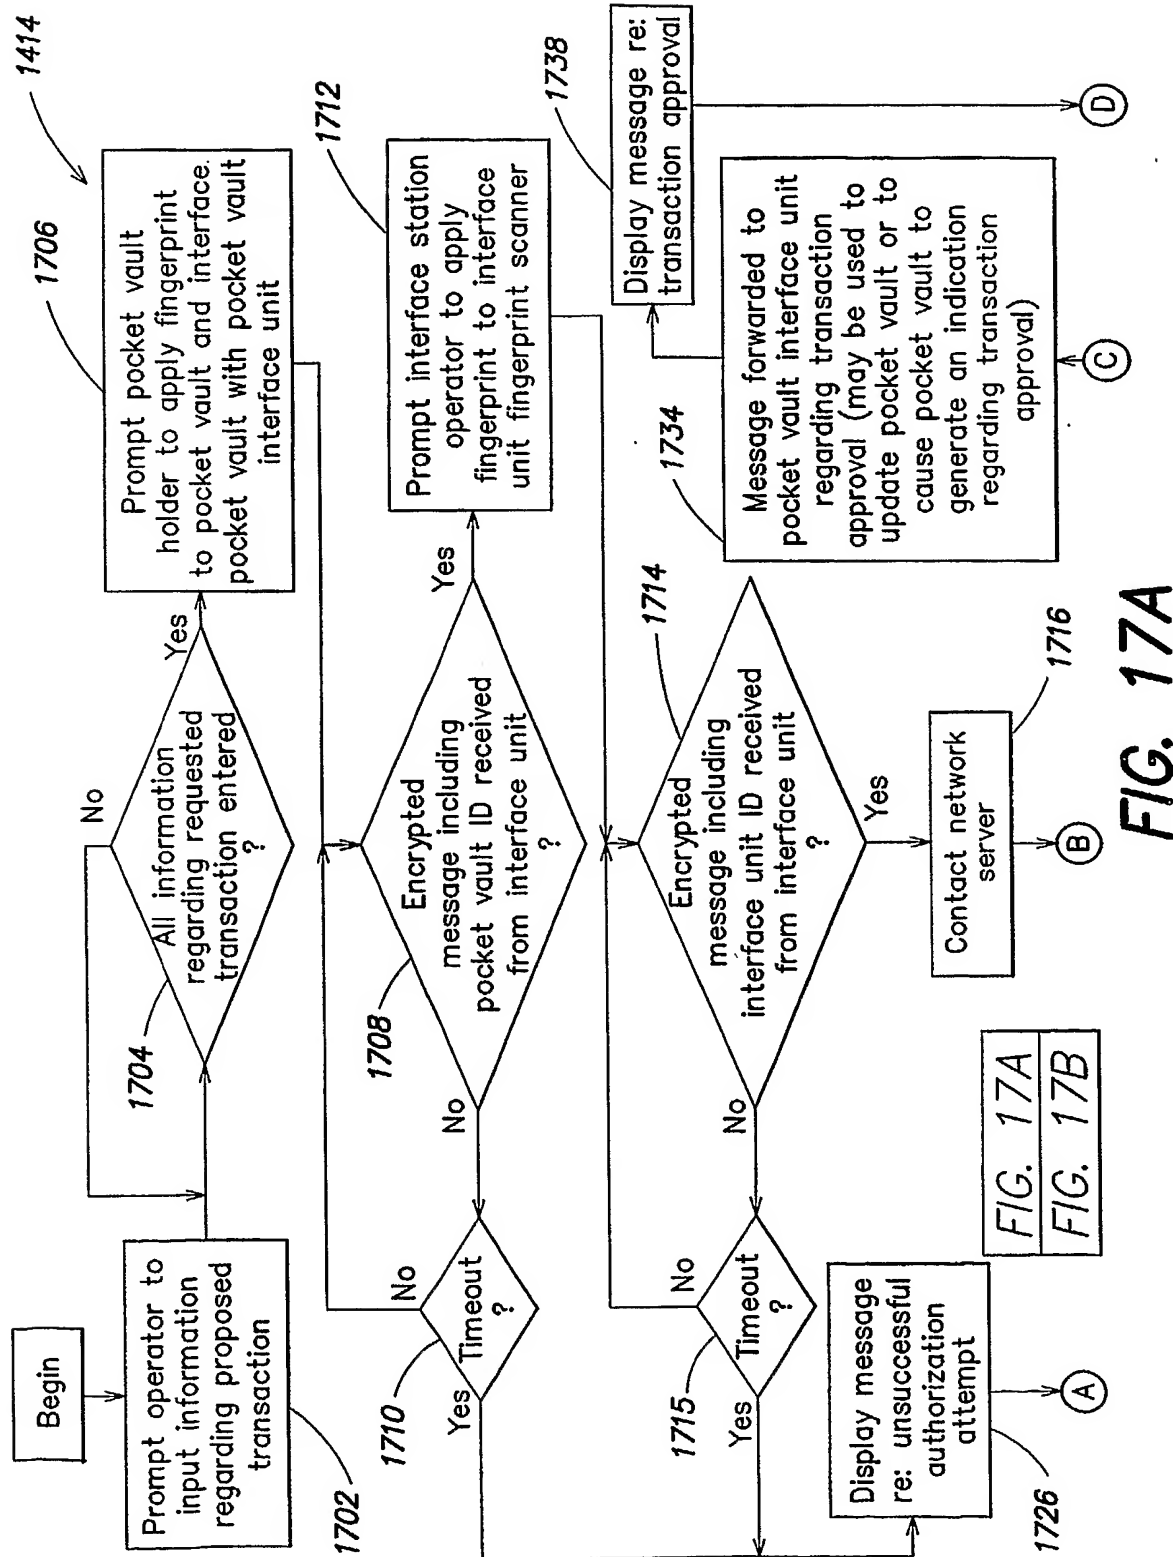 1414
Begin
Prompt operator to
input information
regarding proposed
transaction
1702
No
All information
regarding requested
transaction entered
?
1704
Yes
Prompt pocket vault
holder to apply fingerprint
to pocket vault and interface.
pocket vault with pocket vault
interface unit
1706
Encrypted
message including
pocket vault ID received
from interface unit
?
1708
Yes
No
Timeout
?
1710
No
Yes
Prompt interface station
operator to apply
fingerprint to interface
unit fingerprint scanner
1712
Encrypted
message including
interface unit ID received
from interface unit
?
1714
No
Yes
Timeout
?
1715
No
Yes
Display message
re: unsuccessful
authorization
attempt
1726
A
Contact network
server
1716
B
Message forwarded to
pocket vault interface unit
regarding transaction
approval (may be used to
update pocket vault or to
cause pocket vault to
generate an indication
regarding transaction
approval)
1734
C
Display message re:
transaction approval
1738
D
FIG. 17A
FIG. 17B
FIG. 17A